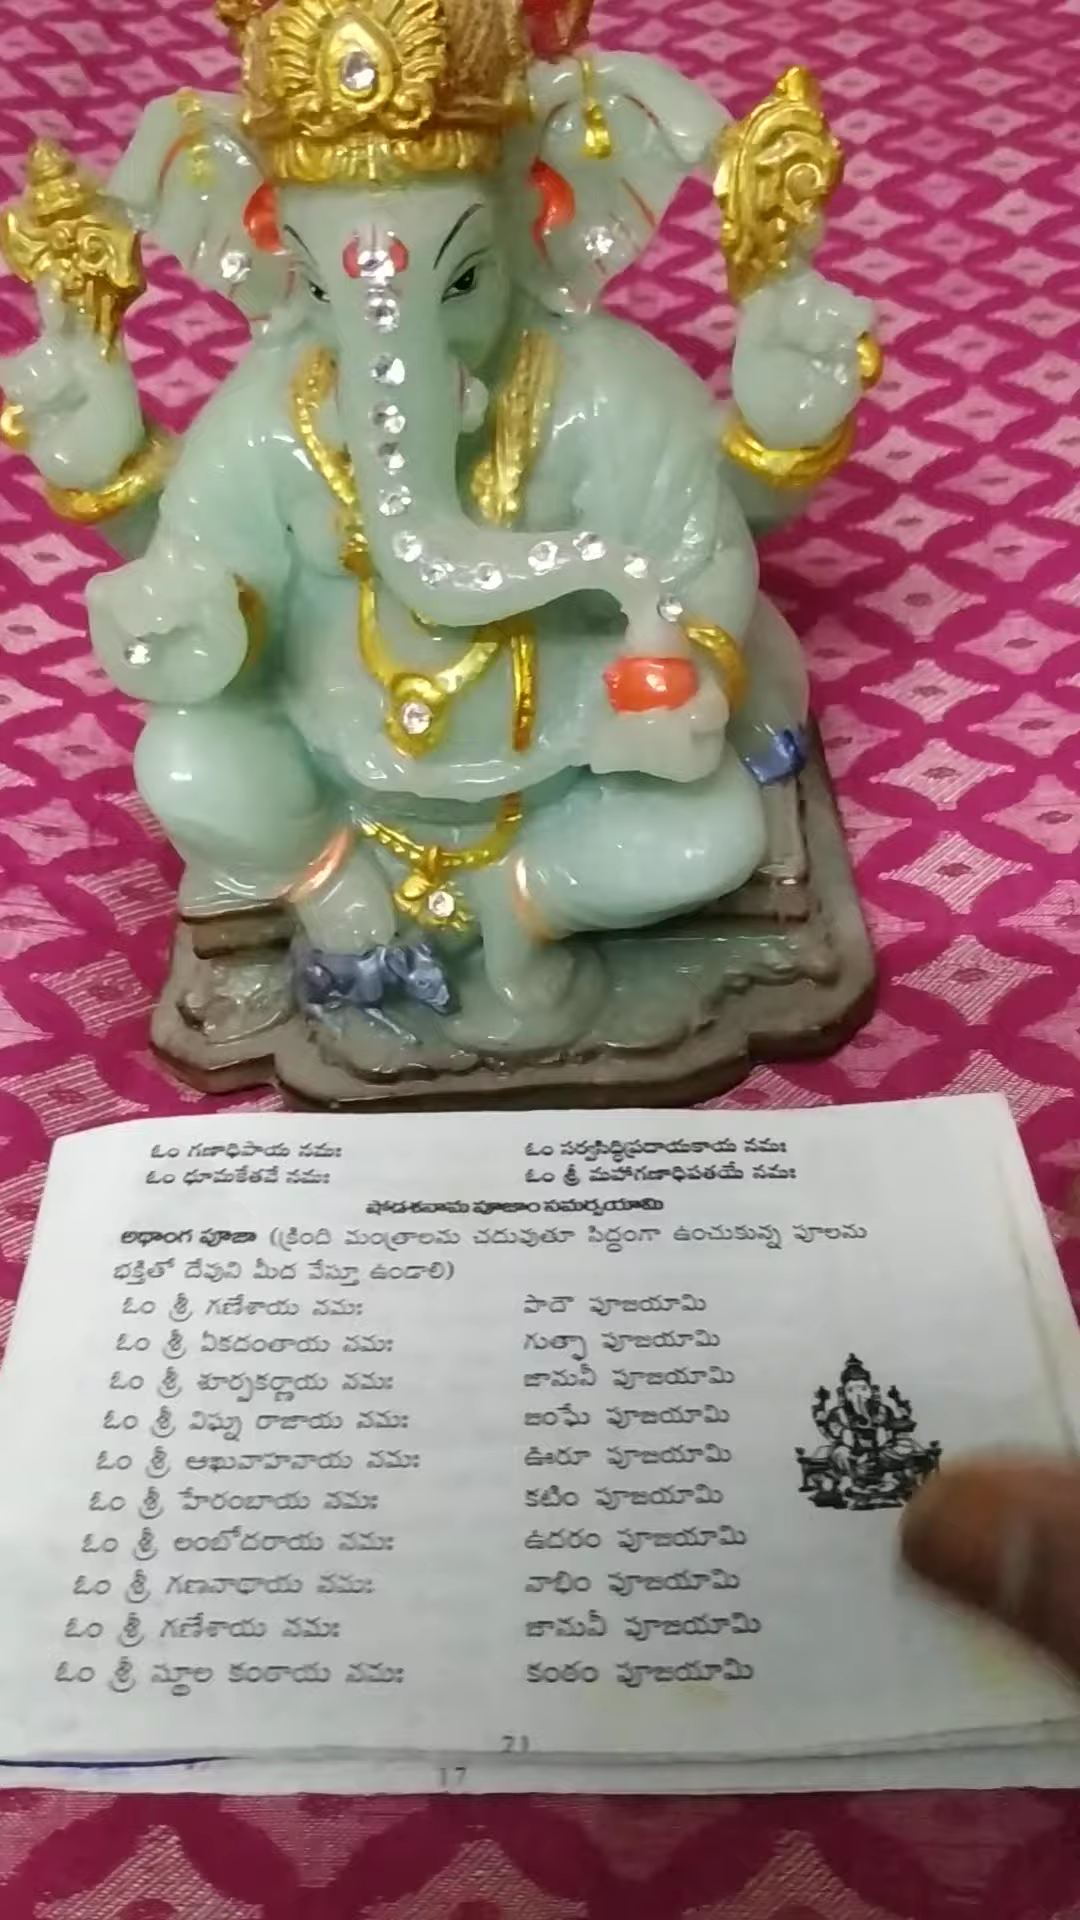 ఓం గణాధిపాయ నమః ఓం సర్వసిద్ధిప్రదాయకాయ నమః
ఓం ధూమకేతవే నమః ఓం శ్రీ మహాగణాధిపతయే నమః
షోడశనామ పూజాం సమర్పయామి
అథాంగ పూజా (క్రింది మంత్రాలను చదువుతూ సిద్ధంగా ఉంచుకున్న పూలను
భక్తితో దేవుని మీద వేస్తూ ఉండాలి)
ఓం శ్రీ గణేశాయ నమః పాదౌ పూజయామి
ఓం శ్రీ ఏకదంతాయ నమః గుల్ఫౌ పూజయామి
ఓం శ్రీ శూర్పకర్ణాయ నమః జానునీ పూజయామి
ఓం శ్రీ విఘ్న రాజాయ నమః జంఘే పూజయామి
ఓం శ్రీ ఆఖువాహనాయ నమః ఊరూ పూజయామి
ఓం శ్రీ హేరంబాయ నమః కటిం పూజయామి
ఓం శ్రీ లంబోదరాయ నమః ఉదరం పూజయామి
ఓం శ్రీ గణనాథాయ నమః నాభిం పూజయామి
ఓం శ్రీ గణేశాయ నమః జానునీ పూజయామి
ఓం శ్రీ స్థూల కంఠాయ నమః కంఠం పూజయామి
21
17